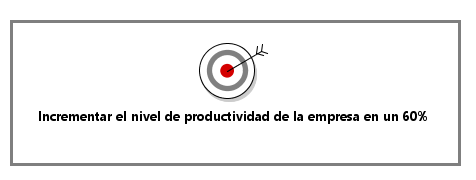 Incrementar el nivel de productividad de la empresa en un 60%